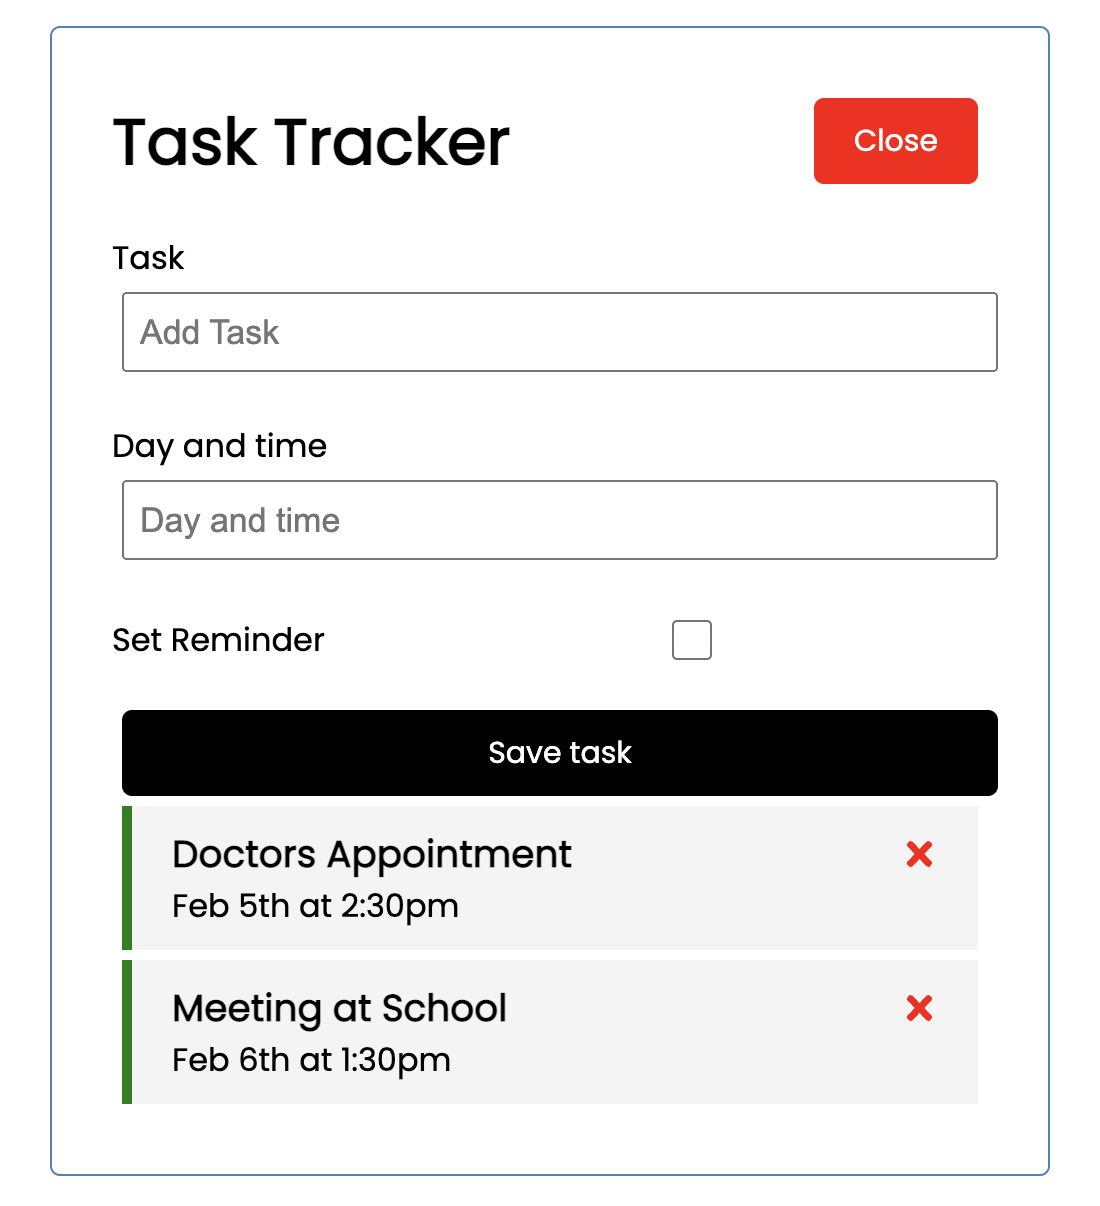 Task Tracker
Close
Task
Add Task
Day and time
Day and time
Set Reminder
Save task
Doctors Appointment
Feb 5th at 2:30pm
Meeting at School
Feb 6th at 1:30pm